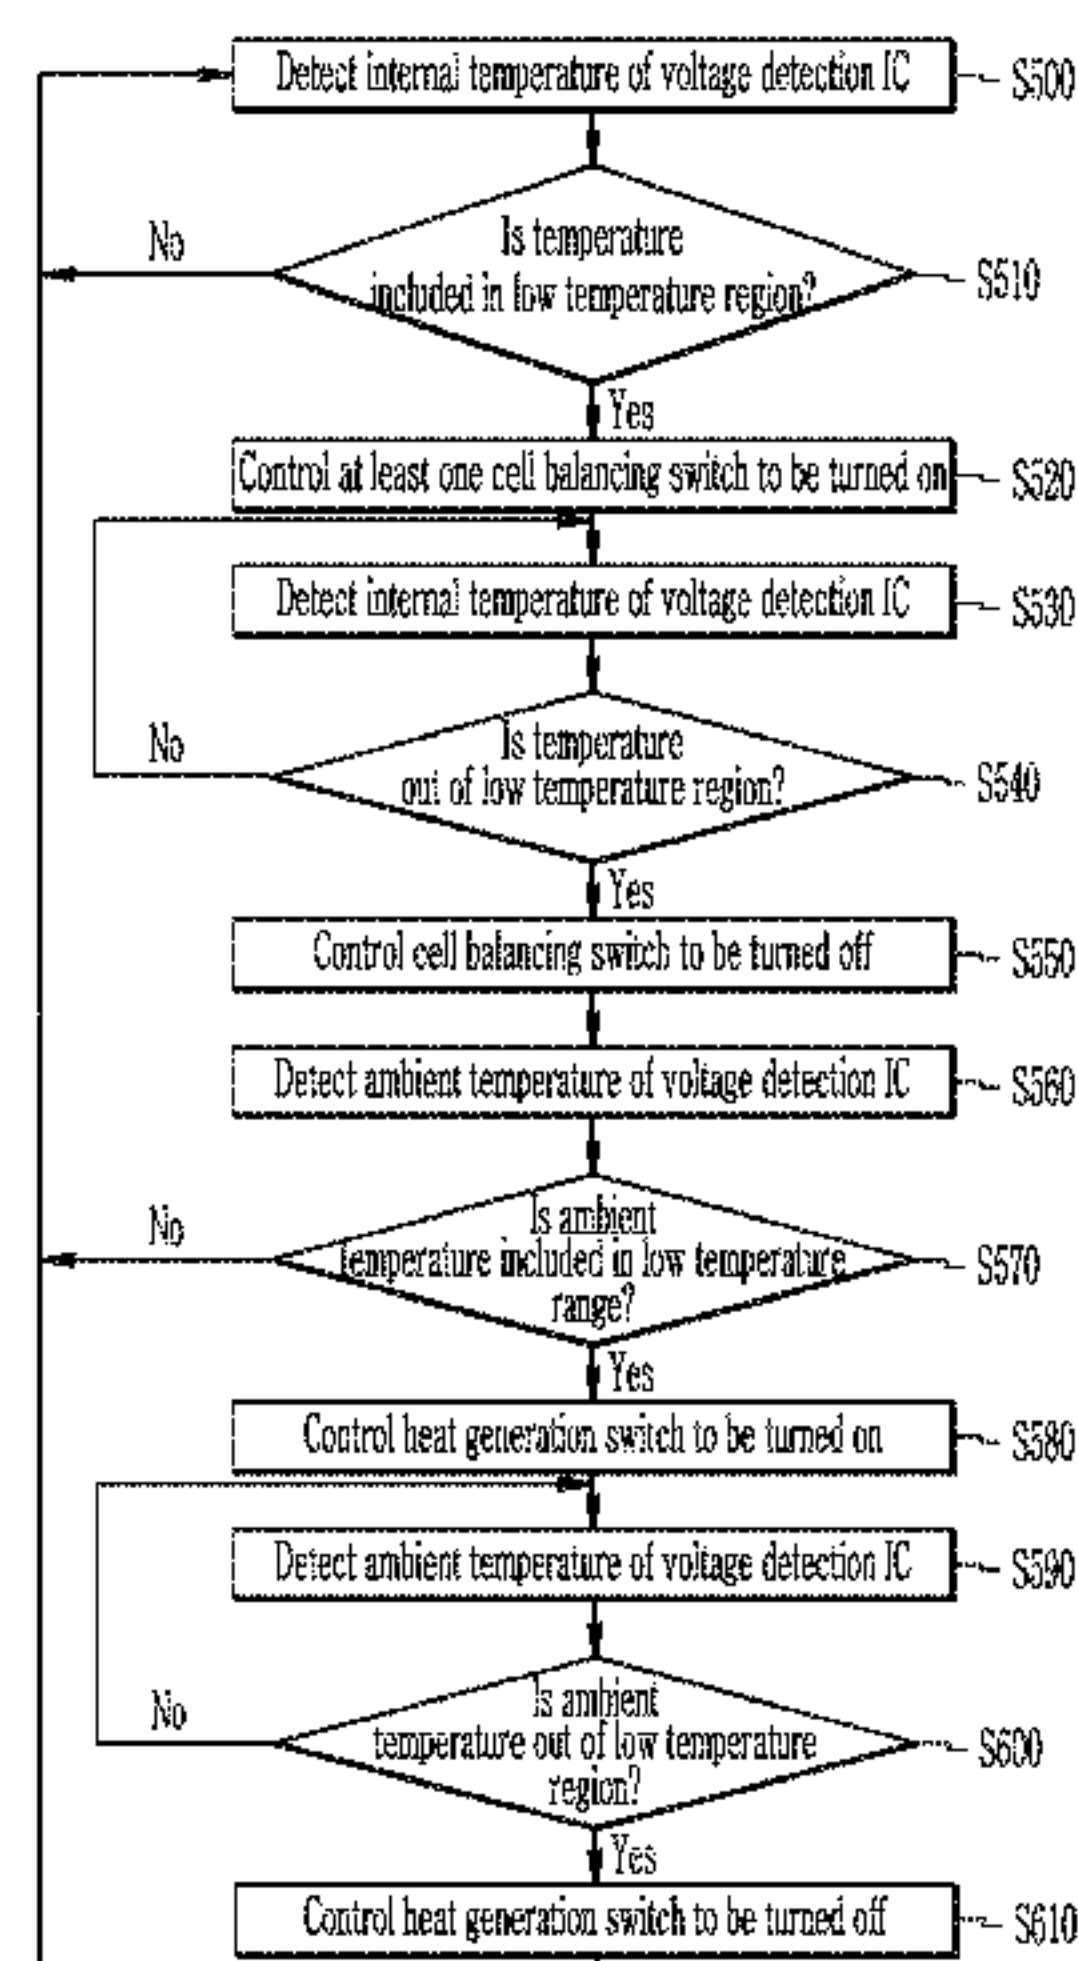 Detect internal temperature of voltage detection IC
S500
Is temperature
included in low temperature region?
S510
No
Yes
Control at least one cell balancing switch to be turned on
S520
Detect internal temperature of voltage detection IC
S530
Is temperature
out of low temperature region?
S540
No
Yes
Control cell balancing switch to be turned off
S550
Detect ambient temperature of voltage detection IC
S560
Is ambient
temperature included in low temperature
range?
S570
No
Yes
Control heat generation switch to be turned on
S580
Detect ambient temperature of voltage detection IC
S590
Is ambient
temperature out of low temperature
region?
S600
No
Yes
Control heat generation switch to be turned off
S610